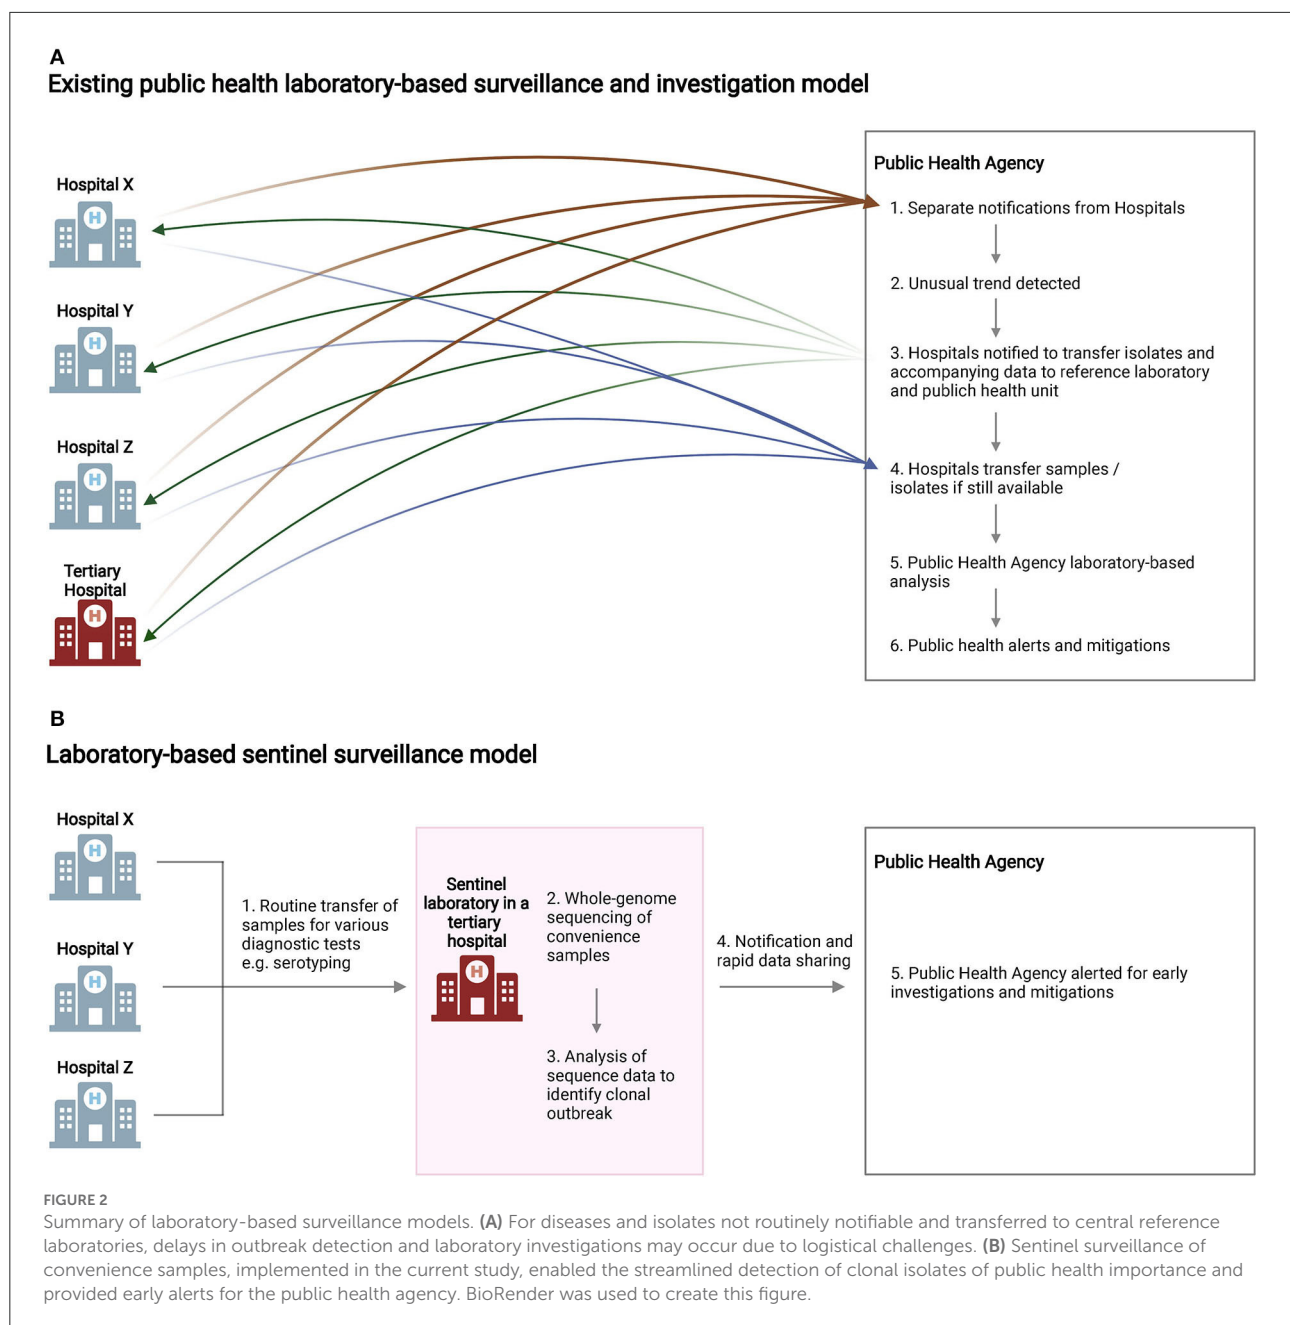 A
Existing public health laboratory-based surveillance and investigation model
Hospital X
H
Hospital Y
H
Hospital Z
H
Tertiary
Hospital
H
Public Health Agency
1. Separate notifications from Hospitals
2. Unusual trend detected
3. Hospitals notified to transfer isolates and
accompanying data to reference laboratory
and publich health unit
4. Hospitals transfer samples /
isolates if still available
5. Public Health Agency laboratory-based
analysis
6. Public health alerts and mitigations
B
Laboratory-based sentinel surveillance model
Hospital X
H
Hospital Y
H
Hospital Z
H
1. Routine transfer of
samples for various
diagnostic tests
e.g. serotyping
Sentinel
laboratory in a
tertiary
hospital
H
2. Whole-genome
sequencing of
convenience
samples
3. Analysis of
sequence data to
identify clonal
outbreak
4. Notification and
rapid data sharing
Public Health Agency
5. Public Health Agency alerted for early
investigations and mitigations
FIGURE 2
Summary of laboratory-based surveillance models. (A) For diseases and isolates not routinely notifiable and transferred to central reference
laboratories, delays in outbreak detection and laboratory investigations may occur due to logistical challenges. (B) Sentinel surveillance of
convenience samples, implemented in the current study, enabled the streamlined detection of clonal isolates of public health importance and
provided early alerts for the public health agency. BioRender was used to create this figure.